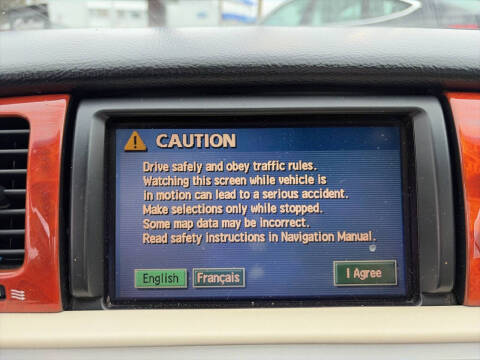 CAUTION
Drive safely and obey traffic rules.
Watching this screen while vehicle is
in motion can lead to a serious accident.
Make selections only while stopped.
Some map data may be incorrect.
Read safety instructions in Navigation Manual.
English Français I Agree